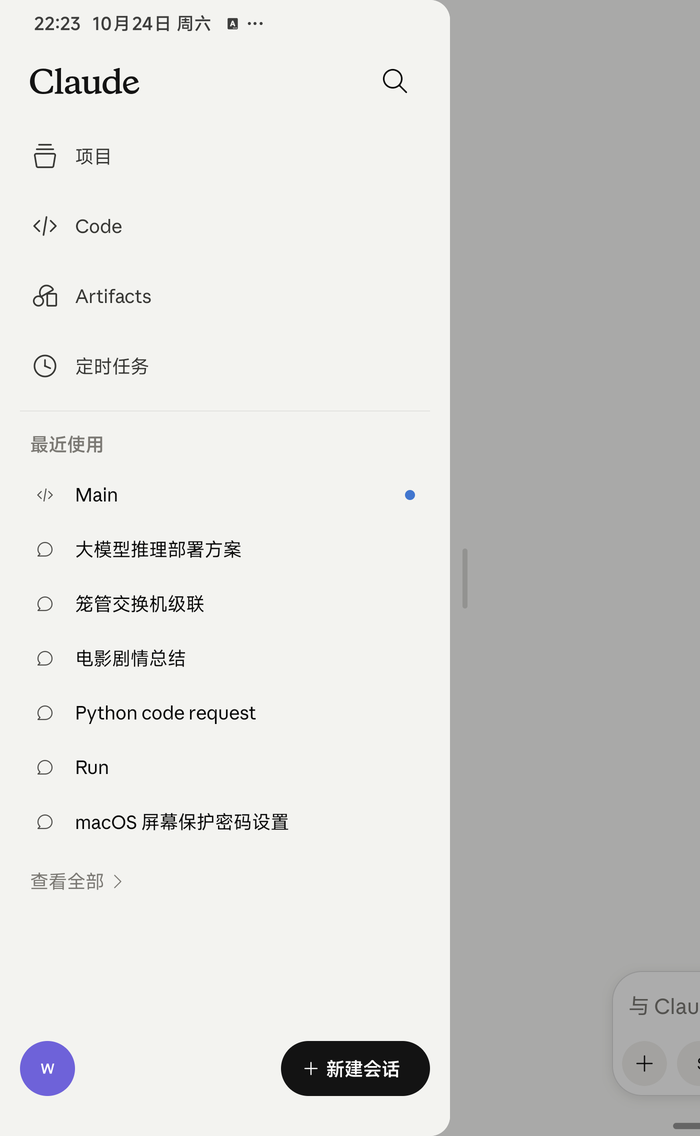 22:23 10月24日 周六 A ···
Claude
项目
Code
Artifacts
定时任务
最近使用
Main
大模型推理部署方案
笼管交换机级联
电影剧情总结
Python code request
Run
macOS 屏幕保护密码设置
查看全部
与 Clau
W
+ 新建会话